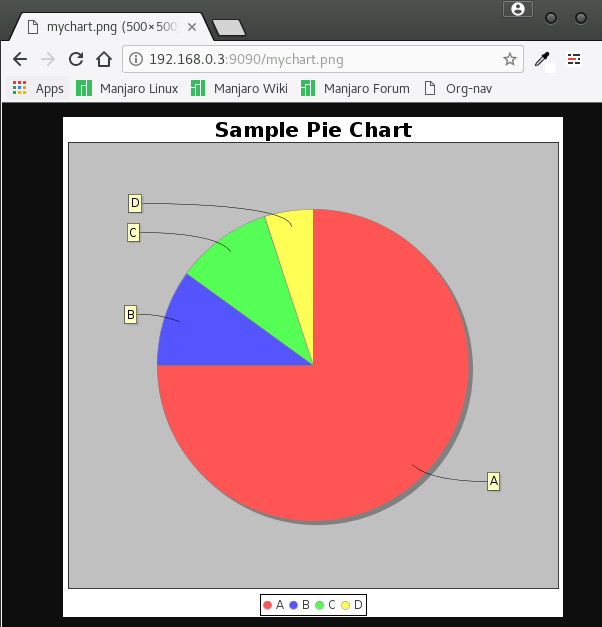 mychart.png (500×500
192.168.0.3:9090/mychart.png
Apps Manjaro Linux Manjaro Wiki Manjaro Forum Org-nav
Sample Pie Chart
D
C
B
A
A B C D